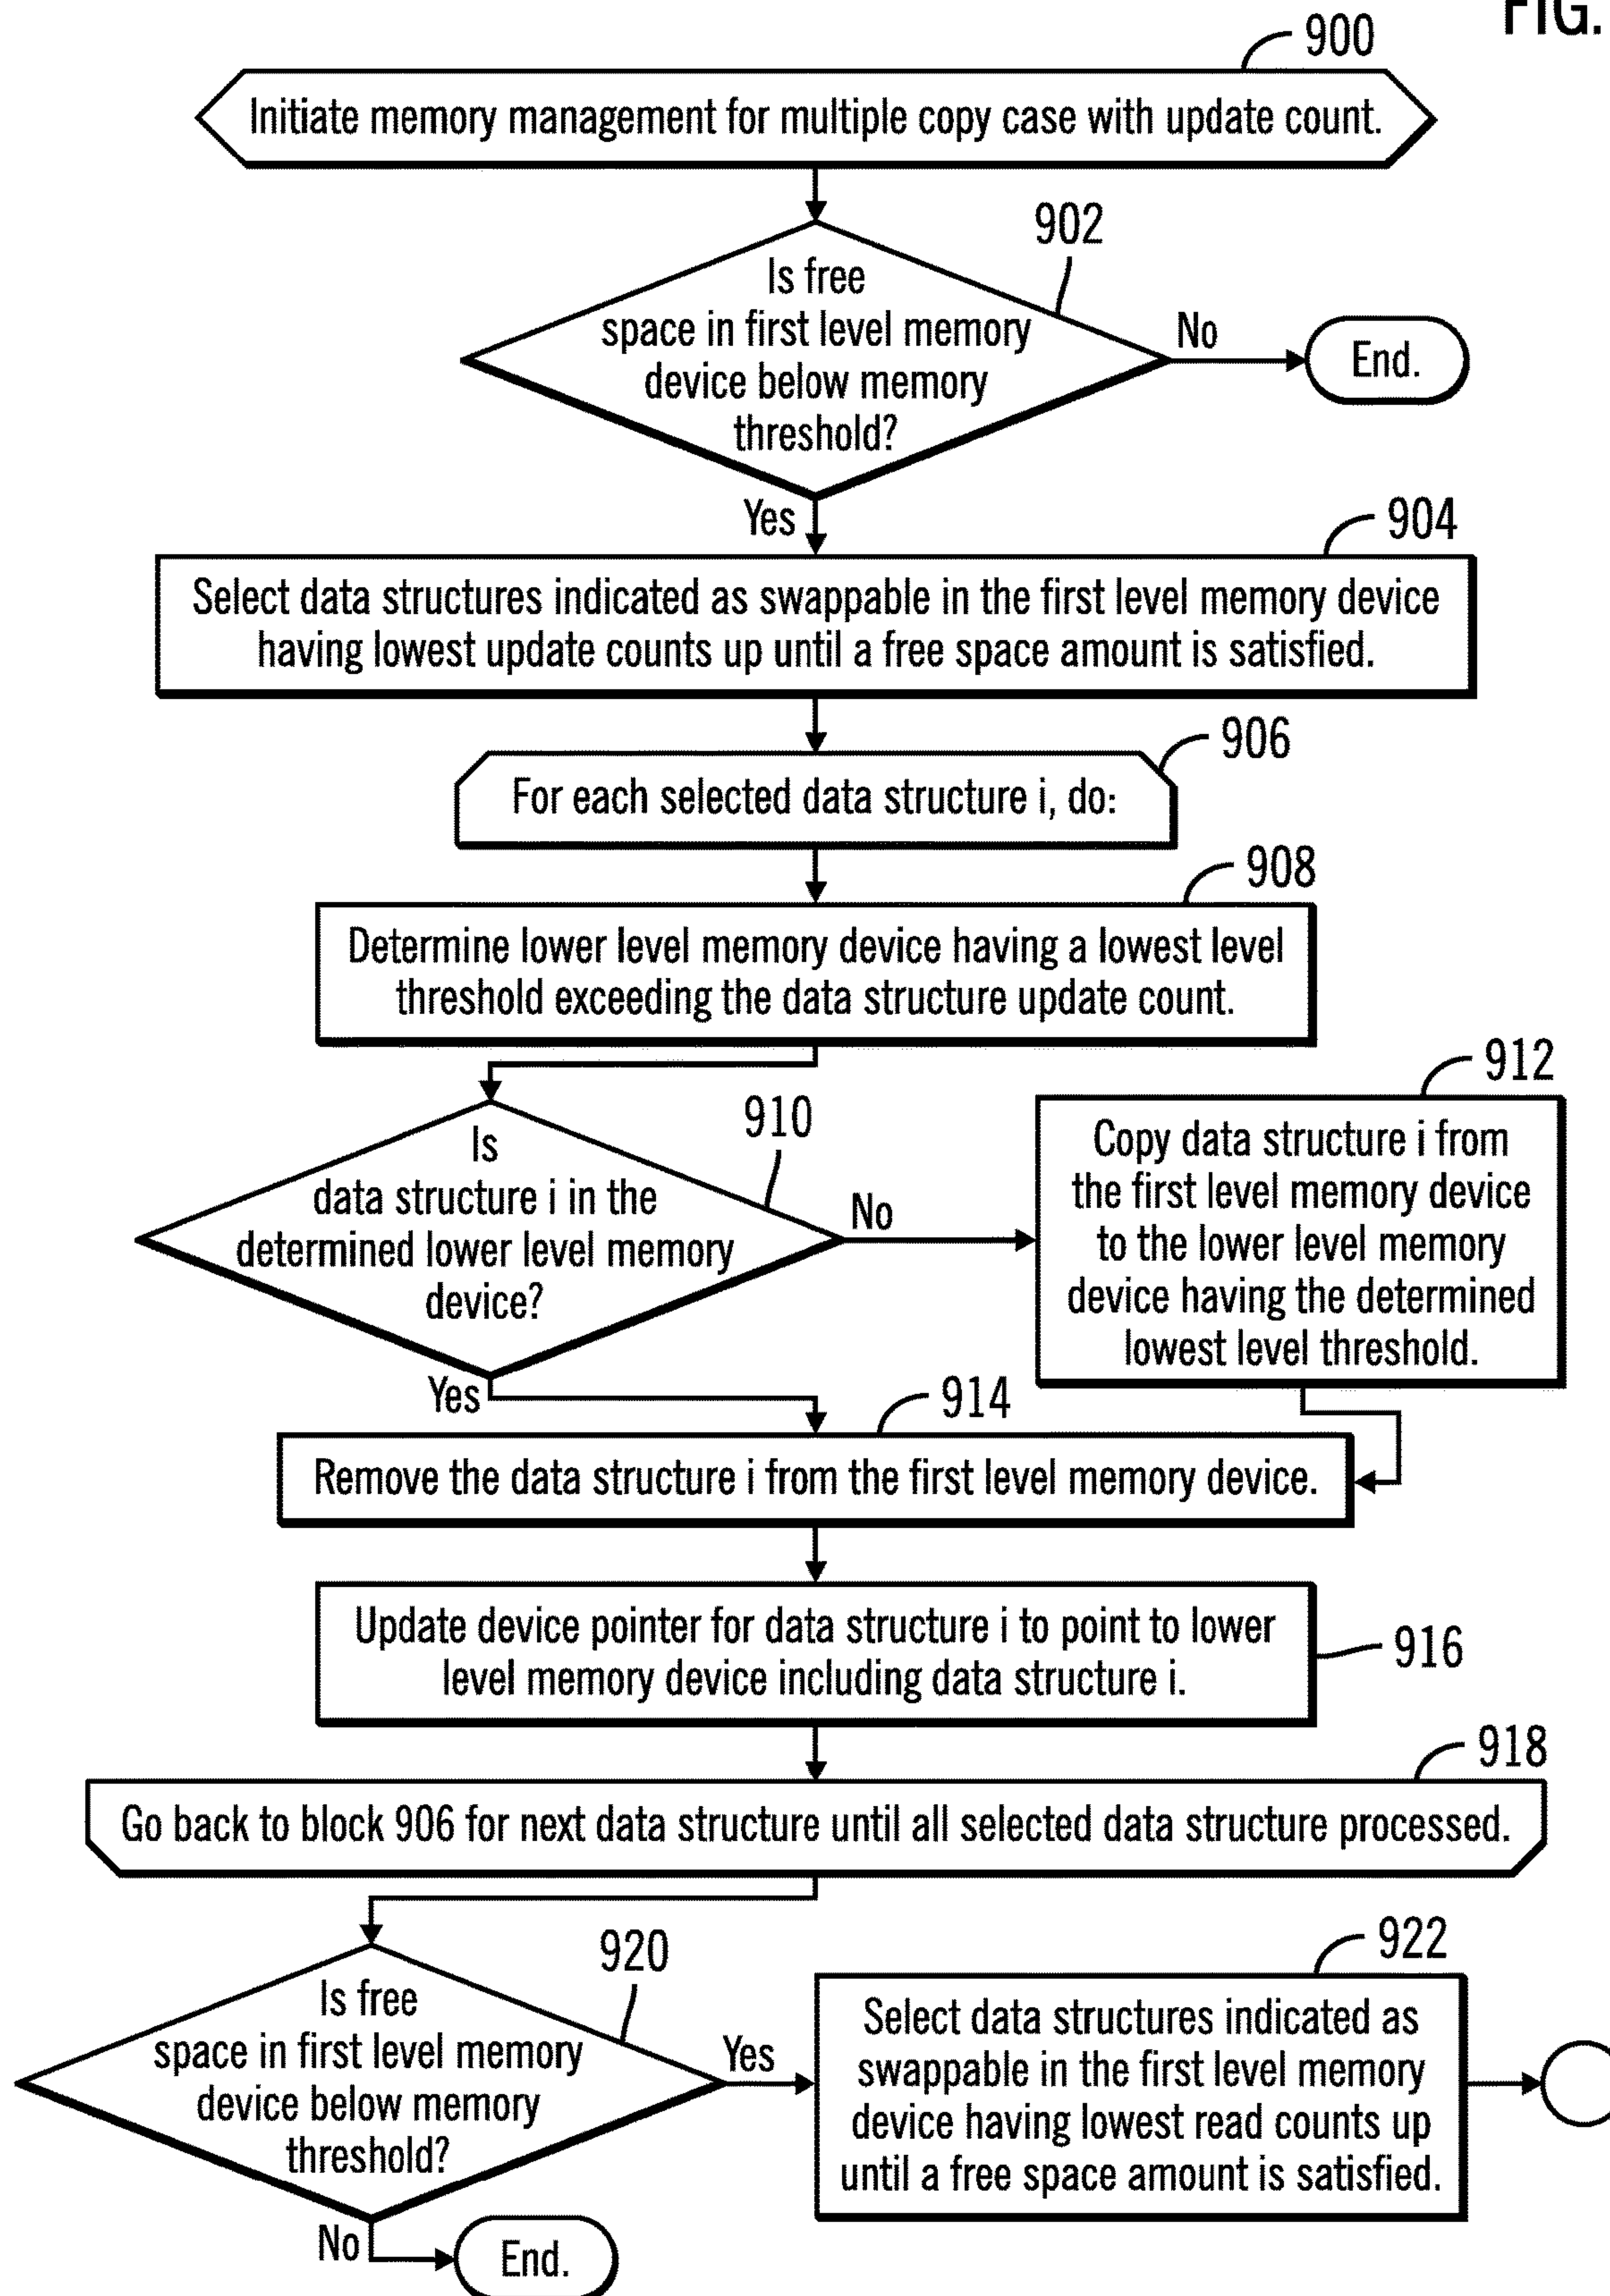 FIG.
900
Initiate memory management for multiple copy case with update count.
902
Is free
space in first level memory
device below memory
threshold?
No
End.
Yes
904
Select data structures indicated as swappable in the first level memory device
having lowest update counts up until a free space amount is satisfied.
906
For each selected data structure i, do:
908
Determine lower level memory device having a lowest level
threshold exceeding the data structure update count.
910
Is
data structure i in the
determined lower level memory
device?
No
912
Copy data structure i from
the first level memory device
to the lower level memory
device having the determined
lowest level threshold.
Yes
914
Remove the data structure i from the first level memory device.
Update device pointer for data structure i to point to lower
level memory device including data structure i.
916
918
Go back to block 906 for next data structure until all selected data structure processed.
920
Is free
space in first level memory
device below memory
threshold?
Yes
922
Select data structures indicated as
swappable in the first level memory
device having lowest read counts up
until a free space amount is satisfied.
No
End.